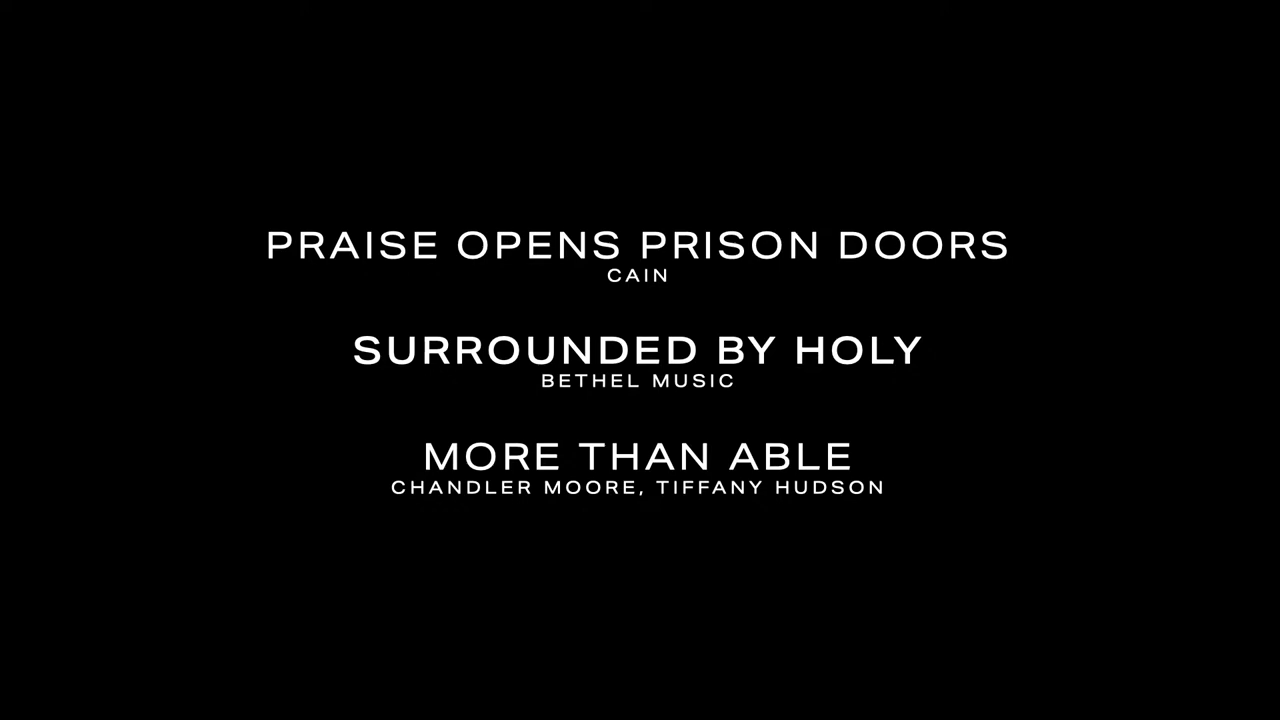 PRAISE OPENS PRISON DOORS
CAIN
SURROUNDED BY HOLY
BETHEL MUSIC
MORE THAN ABLE
CHANDLER MOORE, TIFFANY HUDSON